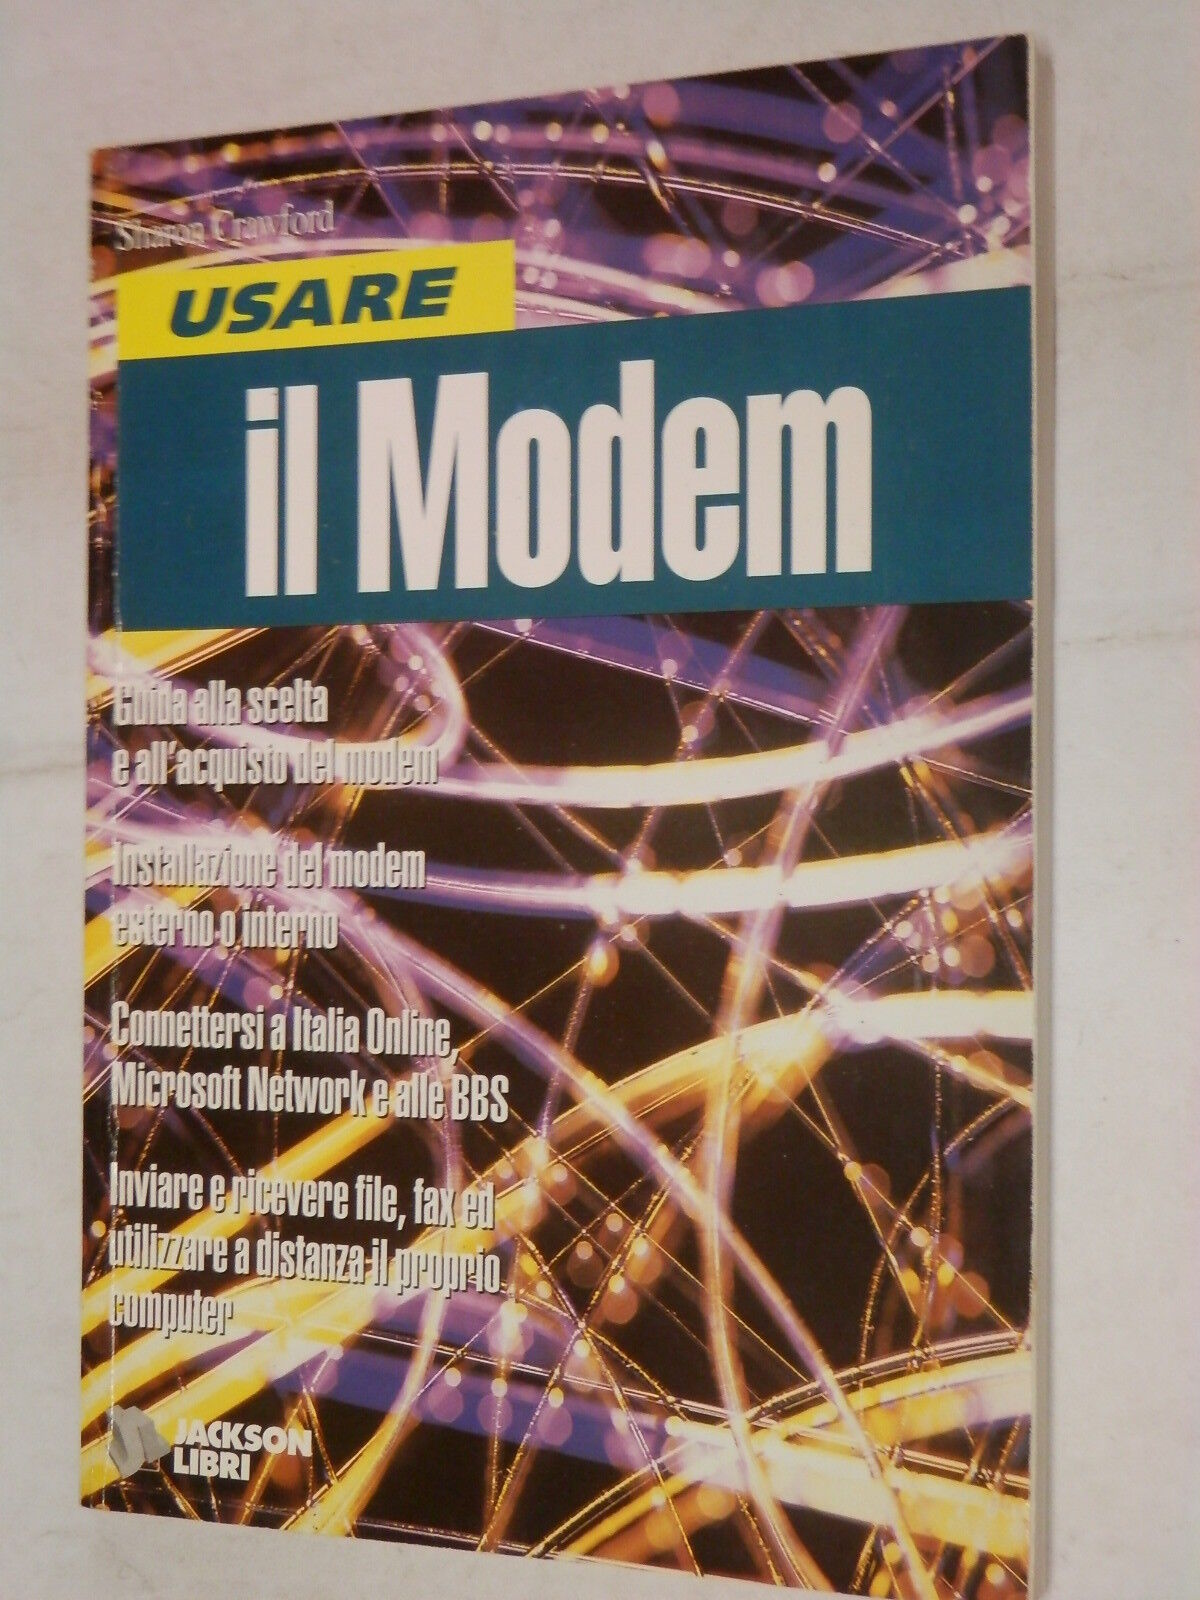 Sharon Crawford
USARE
il Modem
Guida alla scelta
e all'acquisto del modem
Installazione del modem
esterno o interno
Connettersi a Italia Online,
Microsoft Network e alle BBS
Inviare e ricevere file, fax ed
utilizzare a distanza il proprio
computer
JACKSON
LIBRI